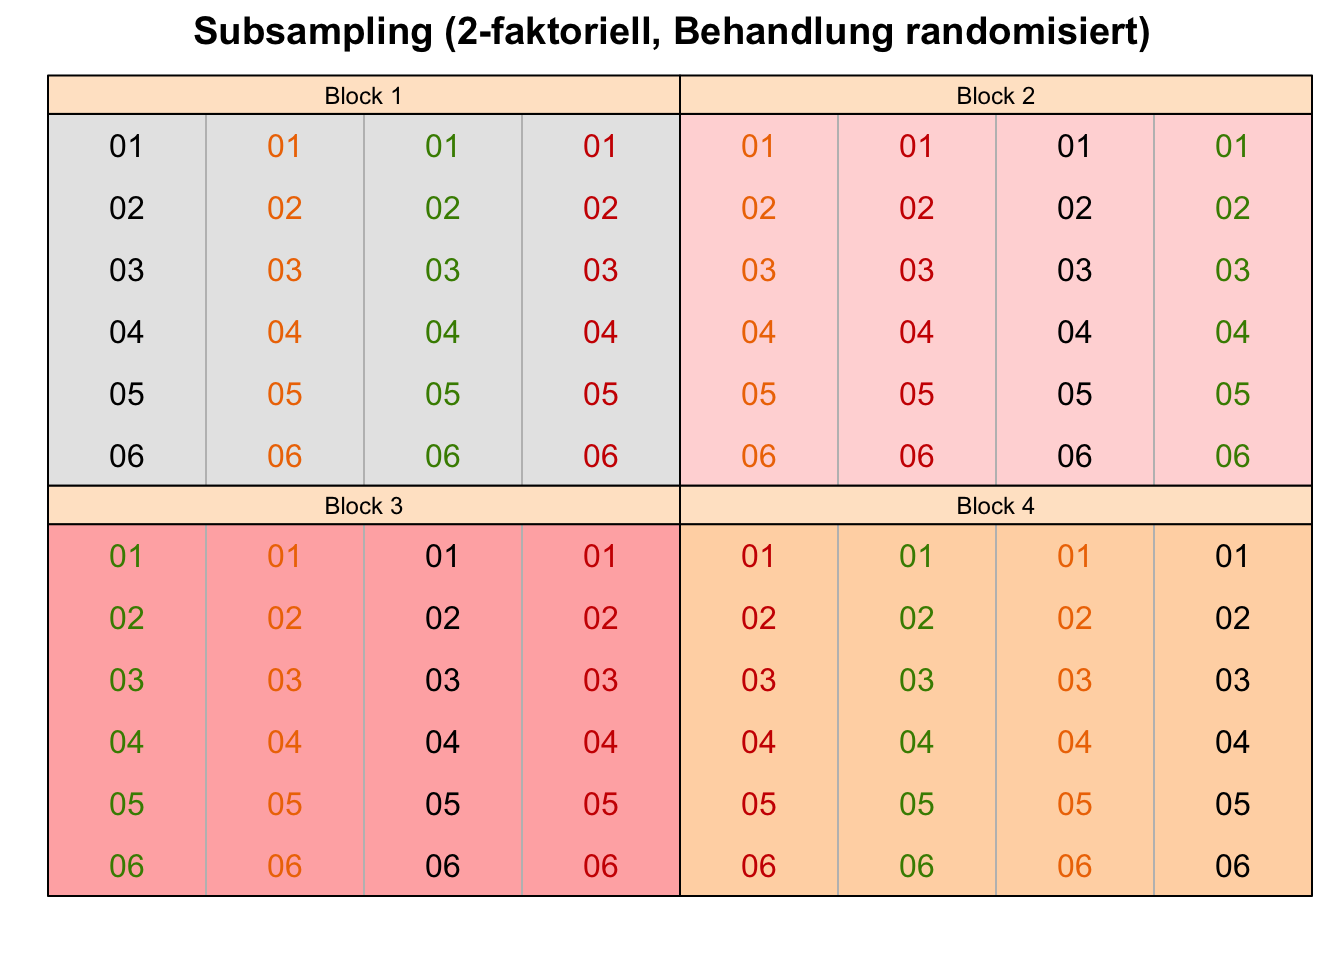 Subsampling (2-faktoriell, Behandlung randomisiert)
Block 1 Block 2
01 01 01 01 01 01 01 01
02 02 02 02 02 02 02 02
03 03 03 03 03 03 03 03
04 04 04 04 04 04 04 04
05 05 05 05 05 05 05 05
06 06 06 06 06 06 06 06
Block 3 Block 4
01 01 01 01 01 01 01 01
02 02 02 02 02 02 02 02
03 03 03 03 03 03 03 03
04 04 04 04 04 04 04 04
05 05 05 05 05 05 05 05
06 06 06 06 06 06 06 06